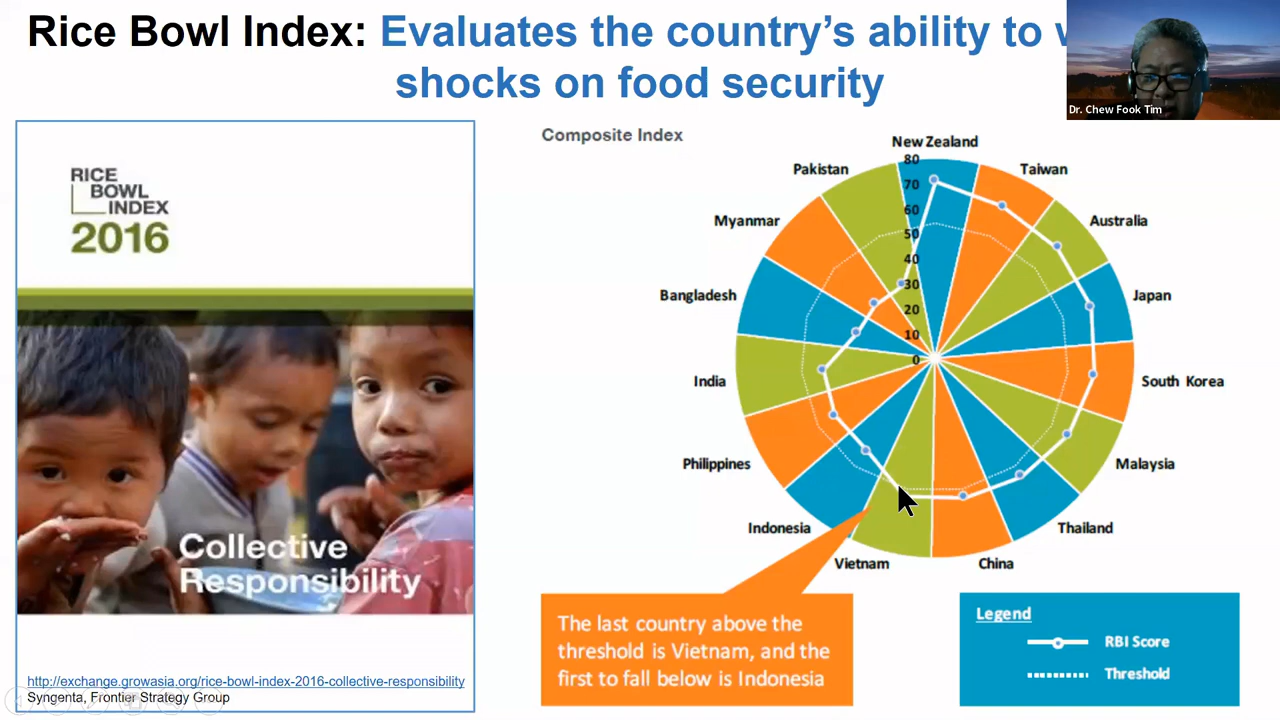 Rice Bowl Index: Evaluates the country's ability to
shocks on food security
Dr. Chew Fook Tim
RICE
BOWL
INDEX
2016
Collective
Responsibility
http://exchange.growasia.org/rice-bowl-index-2016-collective-responsibility
Syngenta, Frontier Strategy Group
Composite Index
New Zealand
Taiwan
Australia
Japan
South Korea
Malaysia
Thailand
China
Vietnam
Indonesia
Philippines
India
Bangladesh
Myanmar
Pakistan
80
70
60
50
40
30
20
10
0
The last country above the
threshold is Vietnam, and the
first to fall below is Indonesia
Legend
RBI Score
Threshold